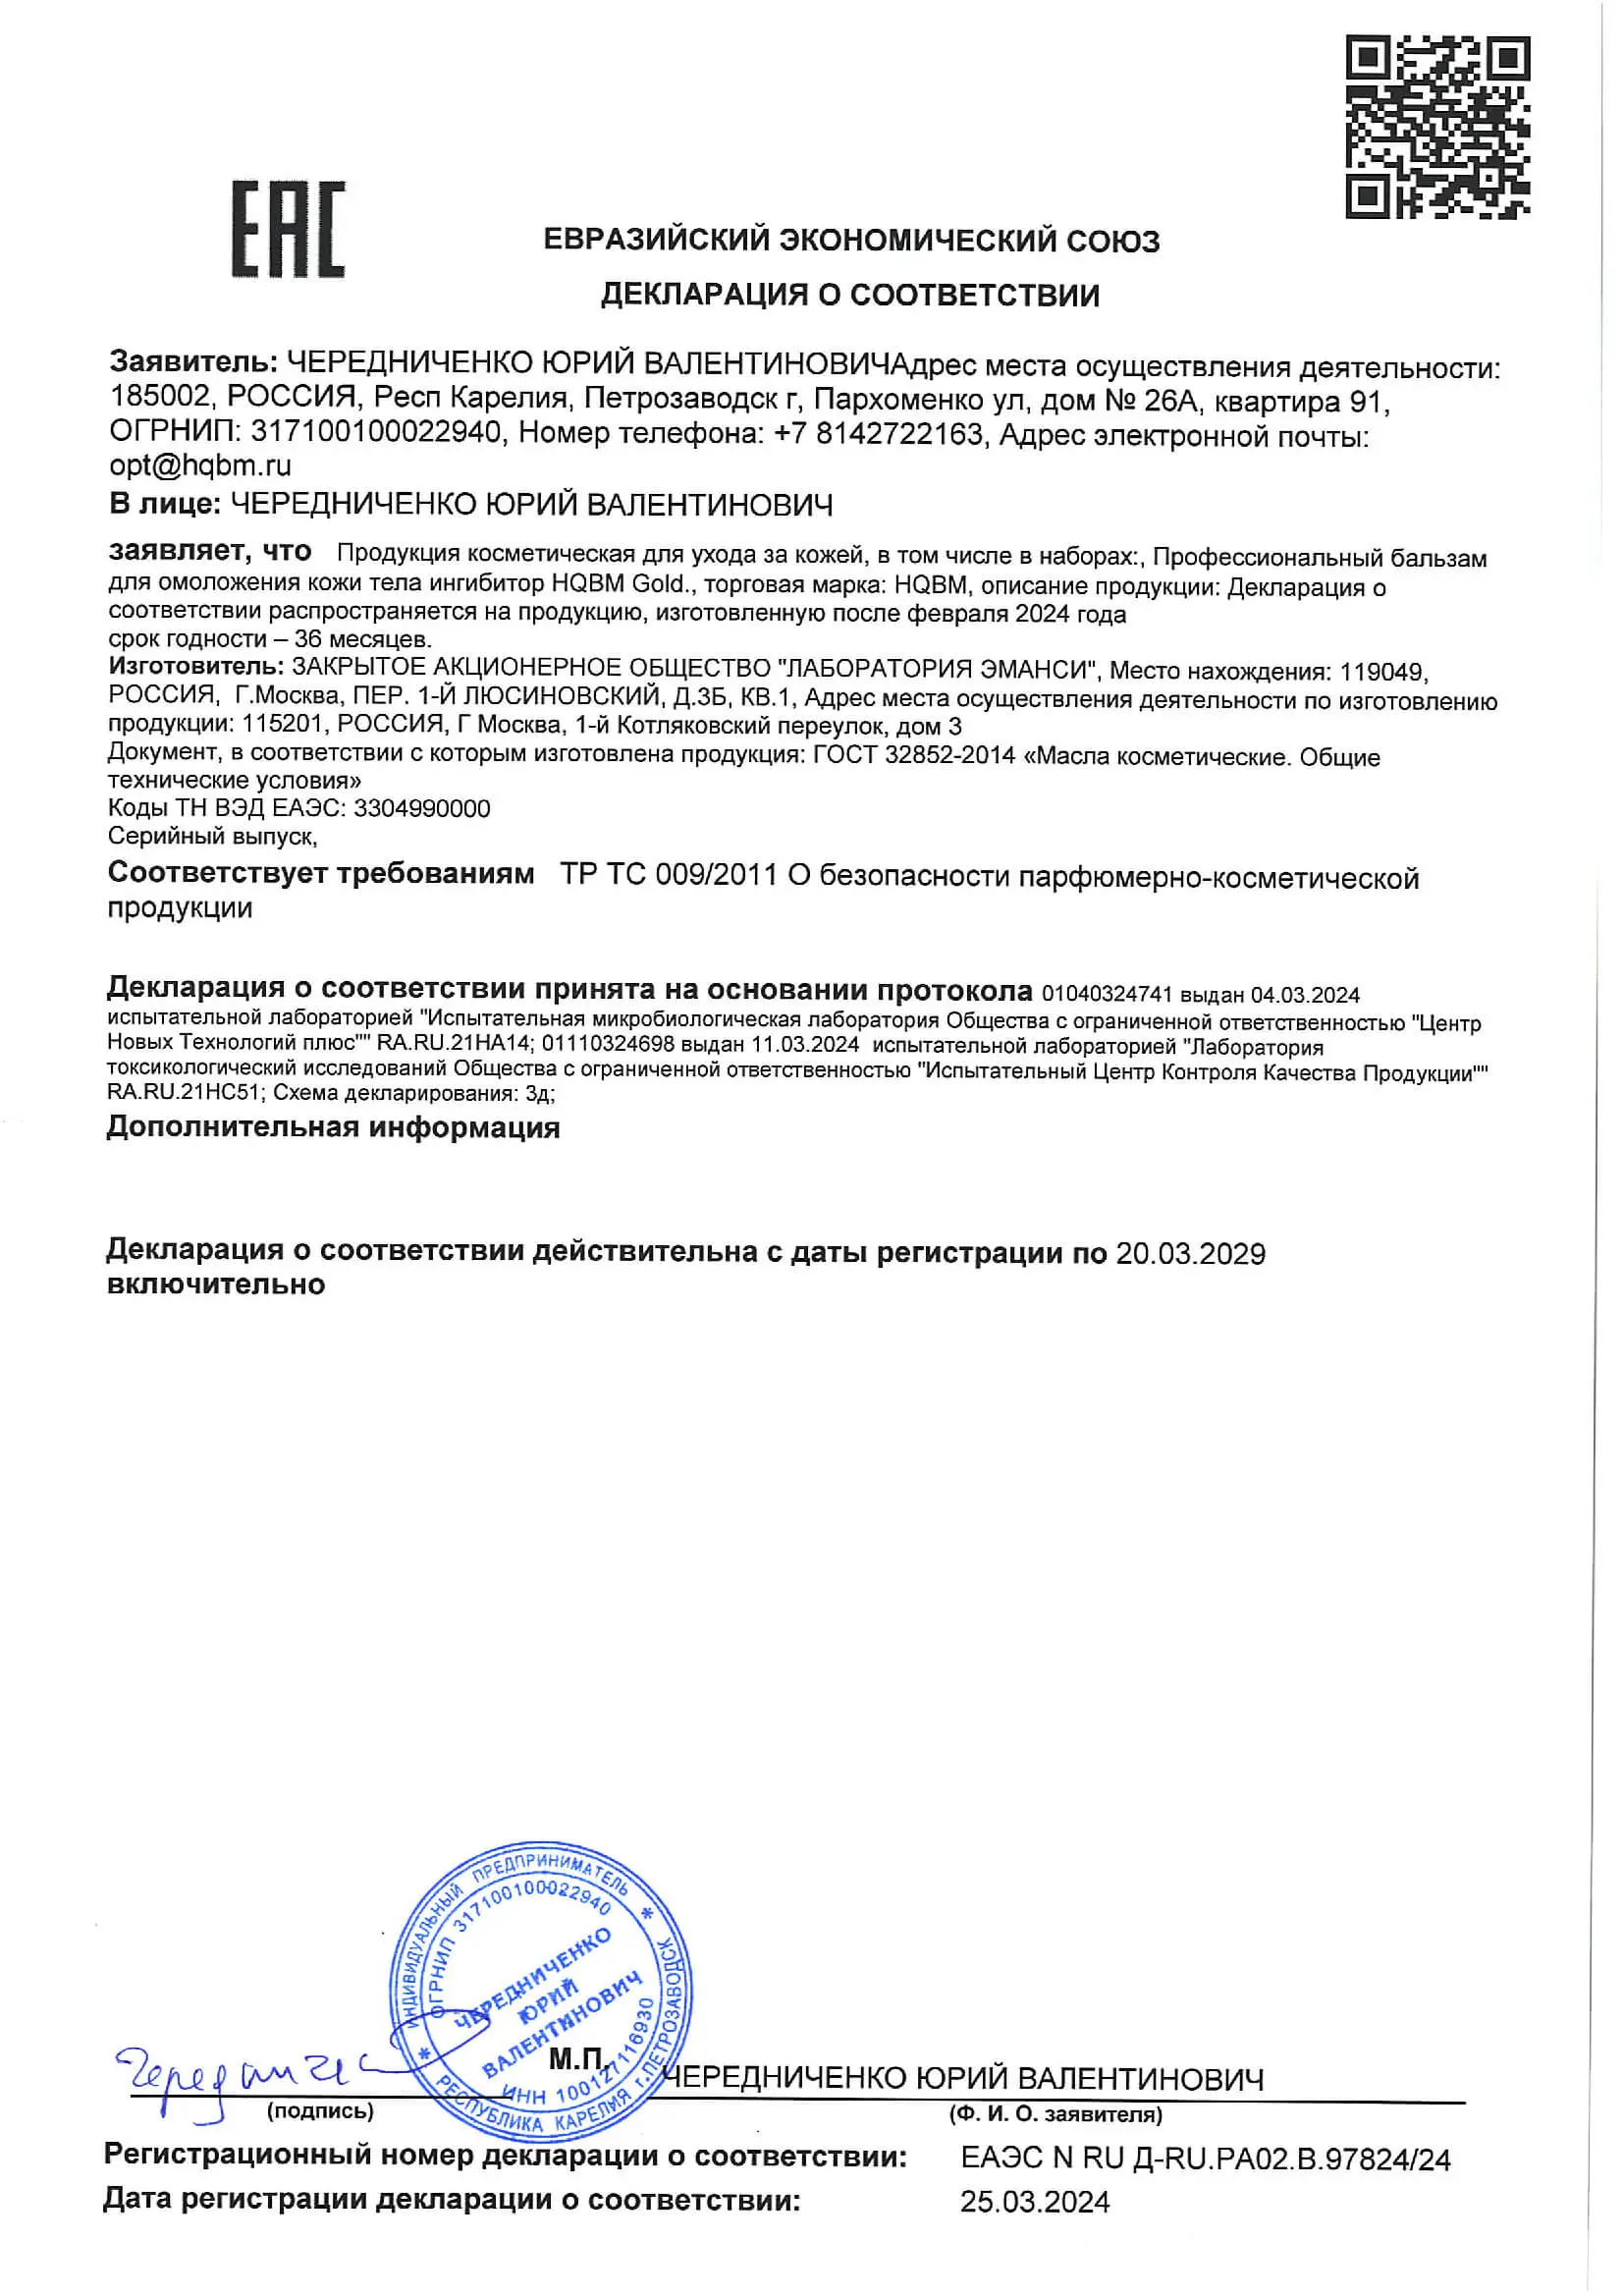 ЕАС
ЕВРАЗИЙСКИЙ ЭКОНОМИЧЕСКИЙ СОЮЗ
ДЕКЛАРАЦИЯ О СООТВЕТСТВИИ
Заявитель: ЧЕРЕДНИЧЕНКО ЮРИЙ ВАЛЕНТИНОВИЧАдрес места осуществления деятельности:
185002, РОССИЯ, Респ Карелия, Петрозаводск г, Пархоменко ул, дом № 26А, квартира 91,
ОГРНИП: 317100100022940, Номер телефона: +7 8142722163, Адрес электронной почты:
opt@hqbm.ru
В лице: ЧЕРЕДНИЧЕНКО ЮРИЙ ВАЛЕНТИНОВИЧ
заявляет, что Продукция косметическая для ухода за кожей, в том числе в наборах:, Профессиональный бальзам
для омоложения кожи тела ингибитор HQBM Gold., торговая марка: HQBM, описание продукции: Декларация о
соответствии распространяется на продукцию, изготовленную после февраля 2024 года
срок годности – 36 месяцев.
Изготовитель: ЗАКРЫТОЕ АКЦИОНЕРНОЕ ОБЩЕСТВО "ЛАБОРАТОРИЯ ЭМАНСИ", Место нахождения: 119049,
РОССИЯ, Г.Москва, ПЕР. 1-Й ЛЮСИНОВСКИЙ, Д.3Б, КВ.1, Адрес места осуществления деятельности по изготовлению
продукции: 115201, РОССИЯ, Г Москва, 1-й Котляковский переулок, дом 3
Документ, в соответствии с которым изготовлена продукция: ГОСТ 32852-2014 «Масла косметические. Общие
технические условия»
Коды ТН ВЭД ЕАЭС: 3304990000
Серийный выпуск,
Соответствует требованиям ТР ТС 009/2011 О безопасности парфюмерно-косметической
продукции
Декларация о соответствии принята на основании протокола 01040324741 выдан 04.03.2024
испытательной лабораторией "Испытательная микробиологическая лаборатория Общества с ограниченной ответственностью "Центр
Новых Технологий плюс"" RA.RU.21НА14; 01110324698 выдан 11.03.2024 испытательной лабораторией "Лаборатория
токсикологический исследований Общества с ограниченной ответственностью "Испытательный Центр Контроля Качества Продукции""
RA.RU.21НС51; Схема декларирования: 3д;
Дополнительная информация
Декларация о соответствии действительна с даты регистрации по 20.03.2029
включительно
ИНДИВИДУАЛЬНЫЙ ПРЕДПРИНИМАТЕЛЬ * г.ПЕТРОЗАВОДСК
РЕСПУБЛИКА КАРЕЛИЯ *
ОГРНИП 317100100022940
ЧЕРЕДНИЧЕНКО
ЮРИЙ
ВАЛЕНТИНОВИЧ
ИНН 100127116930
М.П.
ЧЕРЕДНИЧЕНКО ЮРИЙ ВАЛЕНТИНОВИЧ
(подпись)
(Ф. И. О. заявителя)
Регистрационный номер декларации о соответствии: ЕАЭС N RU Д-RU.РА02.В.97824/24
Дата регистрации декларации о соответствии: 25.03.2024